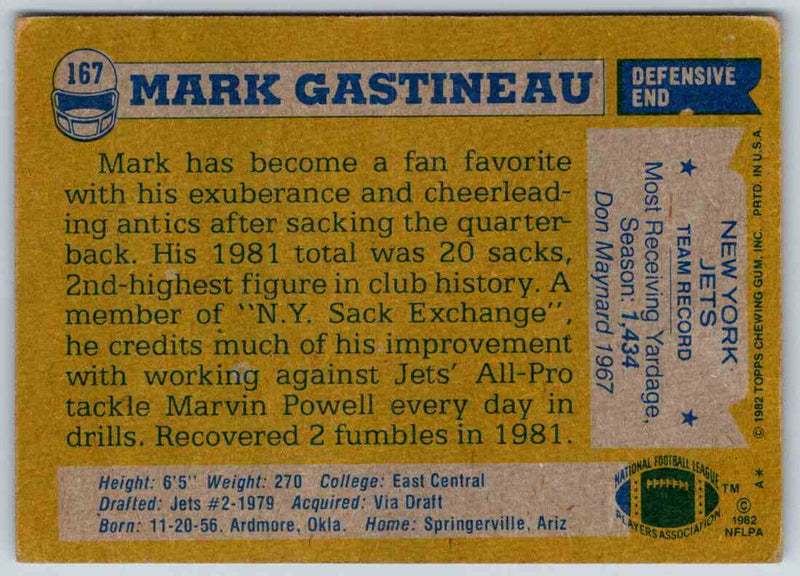 167
MARK GASTINEAU
DEFENSIVE
END
Mark has become a fan favorite
with his exuberance and cheerlead-
ing antics after sacking the quarter-
back. His 1981 total was 20 sacks,
2nd-highest figure in club history. A
member of "N.Y. Sack Exchange",
he credits much of his improvement
with working against Jets' All-Pro
tackle Marvin Powell every day in
drills. Recovered 2 fumbles in 1981.
NEW YORK
JETS
★ TEAM RECORD ★
Most Receiving Yardage,
Season: 1,434
Don Maynard 1967
© 1982 TOPPS CHEWING GUM, INC. PRTD. IN U.S.A.
A*
Height: 6'5" Weight: 270 College: East Central
Drafted: Jets #2-1979 Acquired: Via Draft
Born: 11-20-56, Ardmore, Okla. Home: Springerville, Ariz
NATIONAL FOOTBALL LEAGUE
PLAYERS ASSOCIATION
TM
©
1982
NFLPA